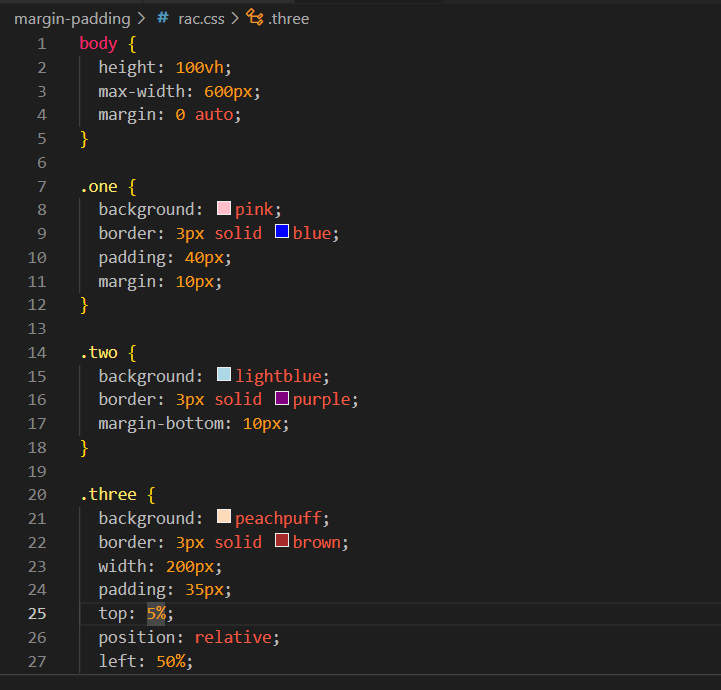 margin-padding > # rac.css > .three
1 body {
2   height: 100vh;
3   max-width: 600px;
4   margin: 0 auto;
5 }
6
7 .one {
8   background: pink;
9   border: 3px solid blue;
10   padding: 40px;
11   margin: 10px;
12 }
13
14 .two {
15   background: lightblue;
16   border: 3px solid purple;
17   margin-bottom: 10px;
18 }
19
20 .three {
21   background: peachpuff;
22   border: 3px solid brown;
23   width: 200px;
24   padding: 35px;
25   top: 5%;
26   position: relative;
27   left: 50%;